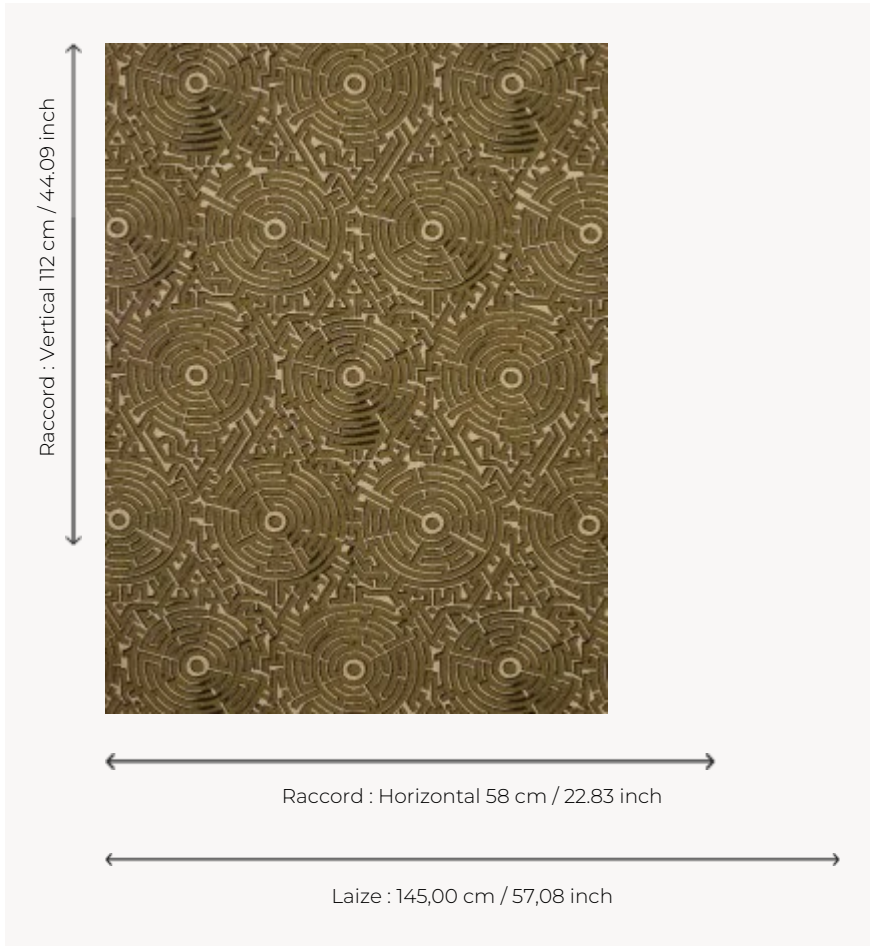 Raccord : Vertical 112 cm / 44.09 inch
Raccord : Horizontal 58 cm / 22.83 inch
Laize : 145,00 cm / 57,08 inch